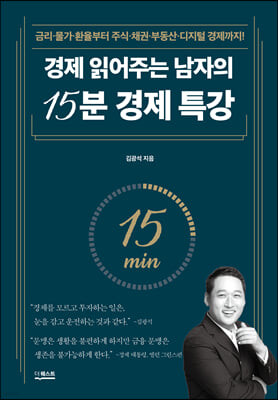 금리·물가·환율부터 주식·채권·부동산·디지털 경제까지!
경제 읽어주는 남자의
15분 경제 특강
김광석 지음
15
min
“경제를 모르고 투자하는 일은,
눈을 감고 운전하는 것과 같다.” -김광석
“문맹은 생활을 불편하게 하지만 금융 문맹은
생존을 불가능하게 한다.” -경제 대통령, 앨런 그린스펀
더퀘스트